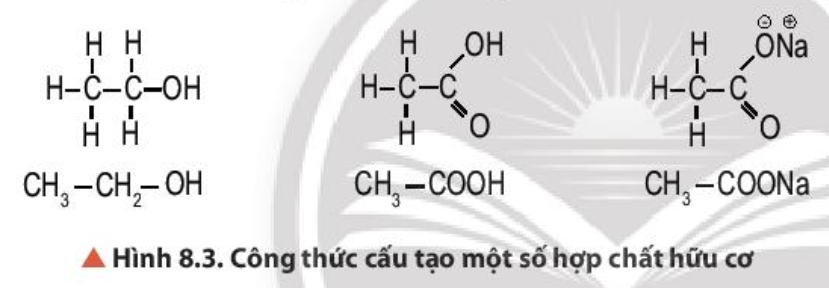 H H
H–C–C–OH
H H
CH₃–CH₂–OH
H OH
H–C–C
H O
CH₃–COOH
⊖ ⊕
H ONa
H–C–C
H O
CH₃–COONa
▲ Hình 8.3. Công thức cấu tạo một số hợp chất hữu cơ